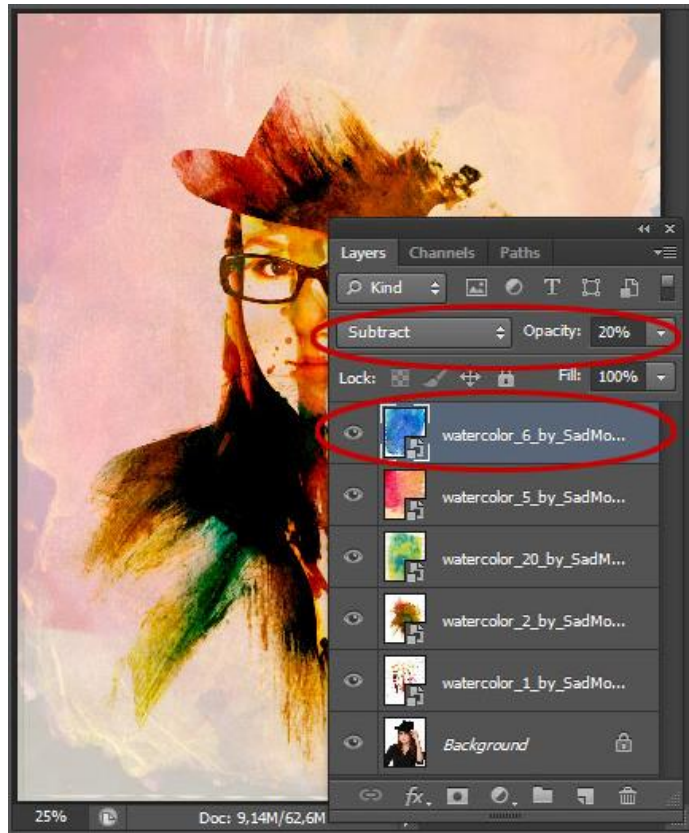 Layers Channels Paths
Kind T
Subtract Opacity: 20%
Lock: Fill: 100%
watercolor_6_by_SadMo...
watercolor_5_by_SadMo...
watercolor_20_by_SadM...
watercolor_2_by_SadMo...
watercolor_1_by_SadMo...
Background
fx
25% Doc: 9,14M/62,6M